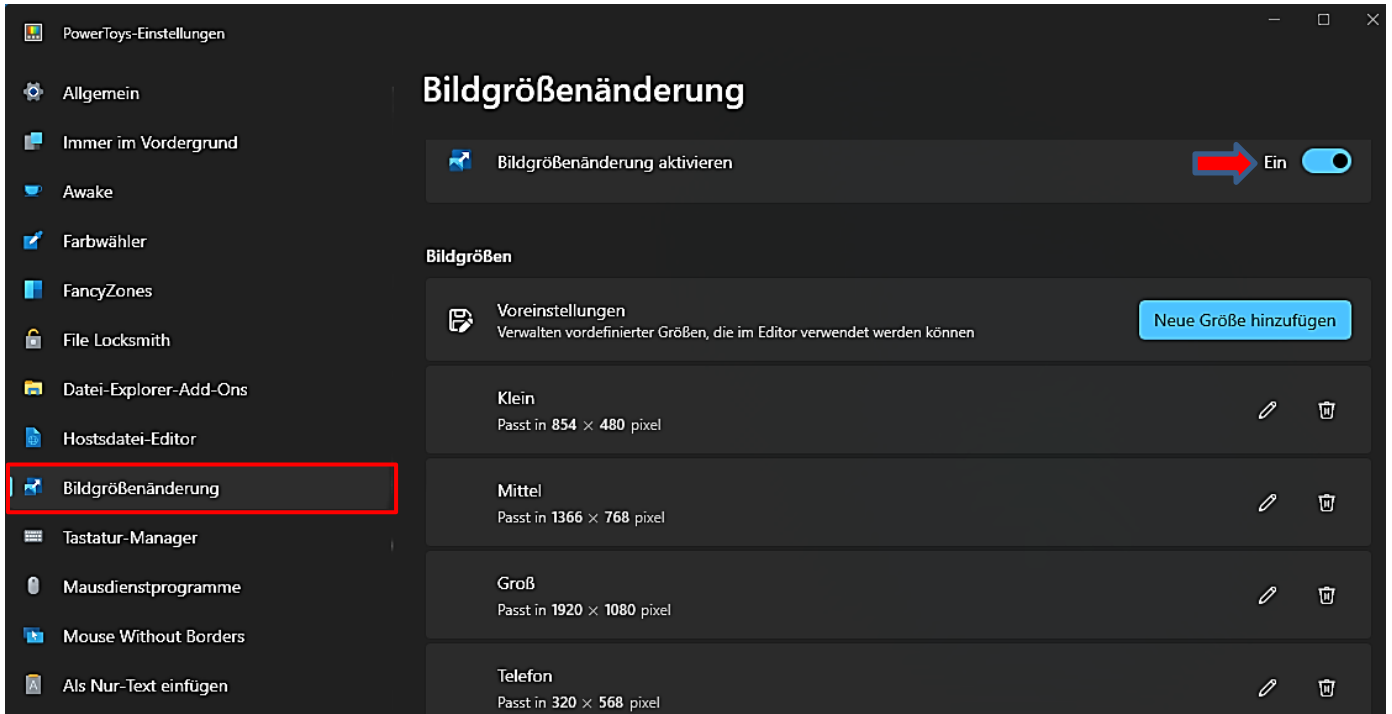 PowerToys-Einstellungen
Allgemein
Immer im Vordergrund
Awake
Farbwähler
FancyZones
File Locksmith
Datei-Explorer-Add-Ons
Hostsdatei-Editor
Bildgrößenänderung
Tastatur-Manager
Mausdienstprogramme
Mouse Without Borders
Als Nur-Text einfügen
Bildgrößenänderung
Bildgrößenänderung aktivieren
Ein
Bildgrößen
Voreinstellungen
Verwalten vordefinierter Größen, die im Editor verwendet werden können
Neue Größe hinzufügen
Klein
Passt in 854 × 480 pixel
Mittel
Passt in 1366 × 768 pixel
Groß
Passt in 1920 × 1080 pixel
Telefon
Passt in 320 × 568 pixel